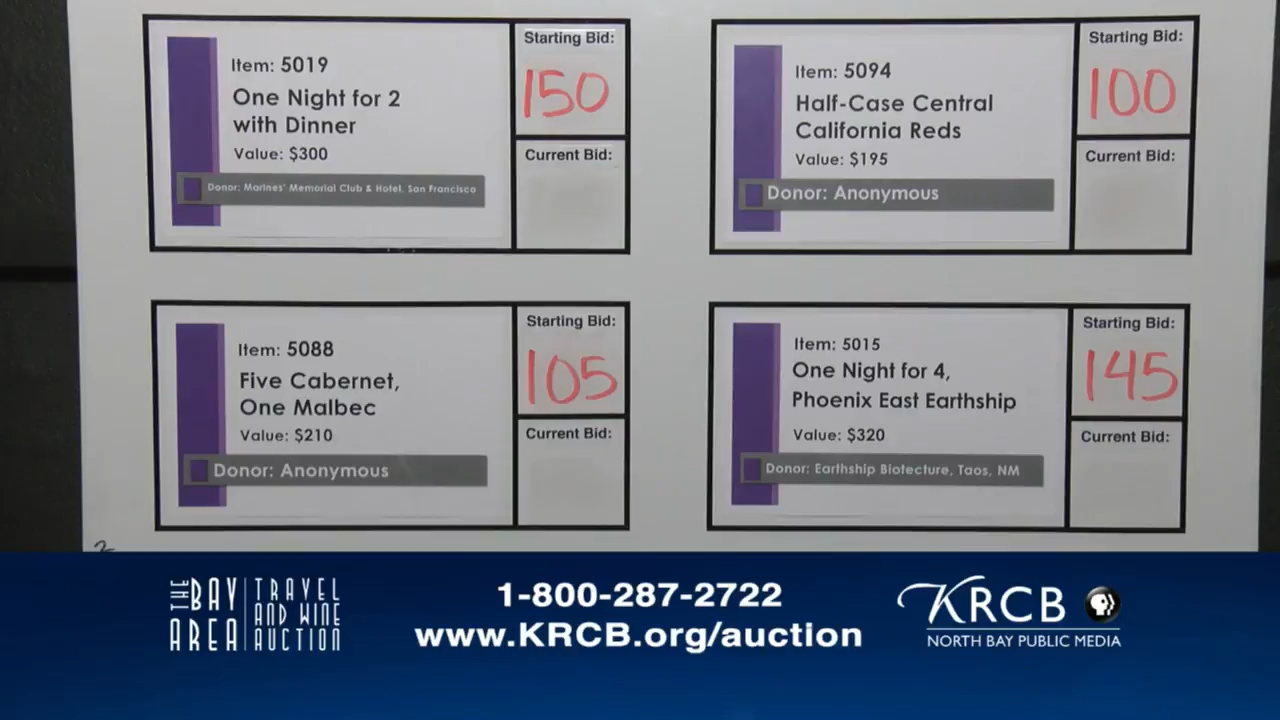 Item: 5019
One Night for 2
with Dinner
Value: $300
Donor: Marines' Memorial Club & Hotel, San Francisco
Starting Bid:
150
Current Bid:
Item: 5094
Half-Case Central
California Reds
Value: $195
Donor: Anonymous
Starting Bid:
100
Current Bid:
Item: 5088
Five Cabernet,
One Malbec
Value: $210
Donor: Anonymous
Starting Bid:
105
Current Bid:
Item: 5015
One Night for 4,
Phoenix East Earthship
Value: $320
Donor: Earthship Biotecture, Taos, NM
Starting Bid:
145
Current Bid:
2
THE BAY AREA
TRAVEL
AND WINE
AUCTION
1-800-287-2722
www.KRCB.org/auction
KRCB
NORTH BAY PUBLIC MEDIA